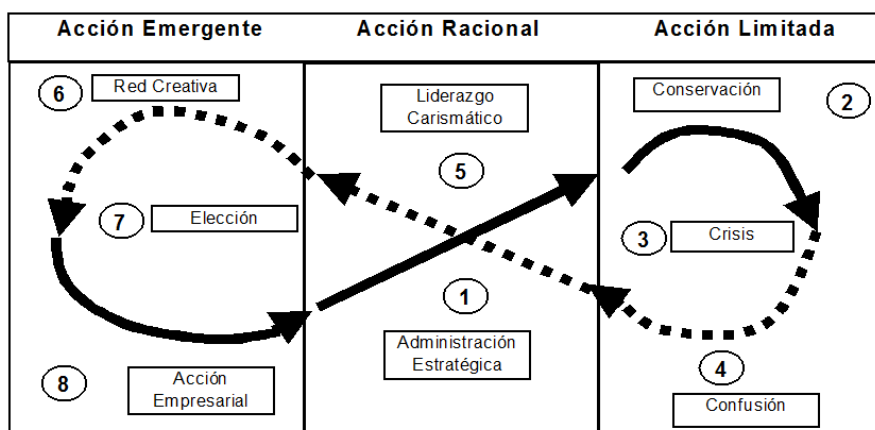 Acción Emergente
Acción Racional
Acción Limitada
6
Red Creativa
Liderazgo
Carismático
Conservación
2
5
7
Elección
3
Crisis
1
Administración
Estratégica
8
Acción
Empresarial
4
Confusión